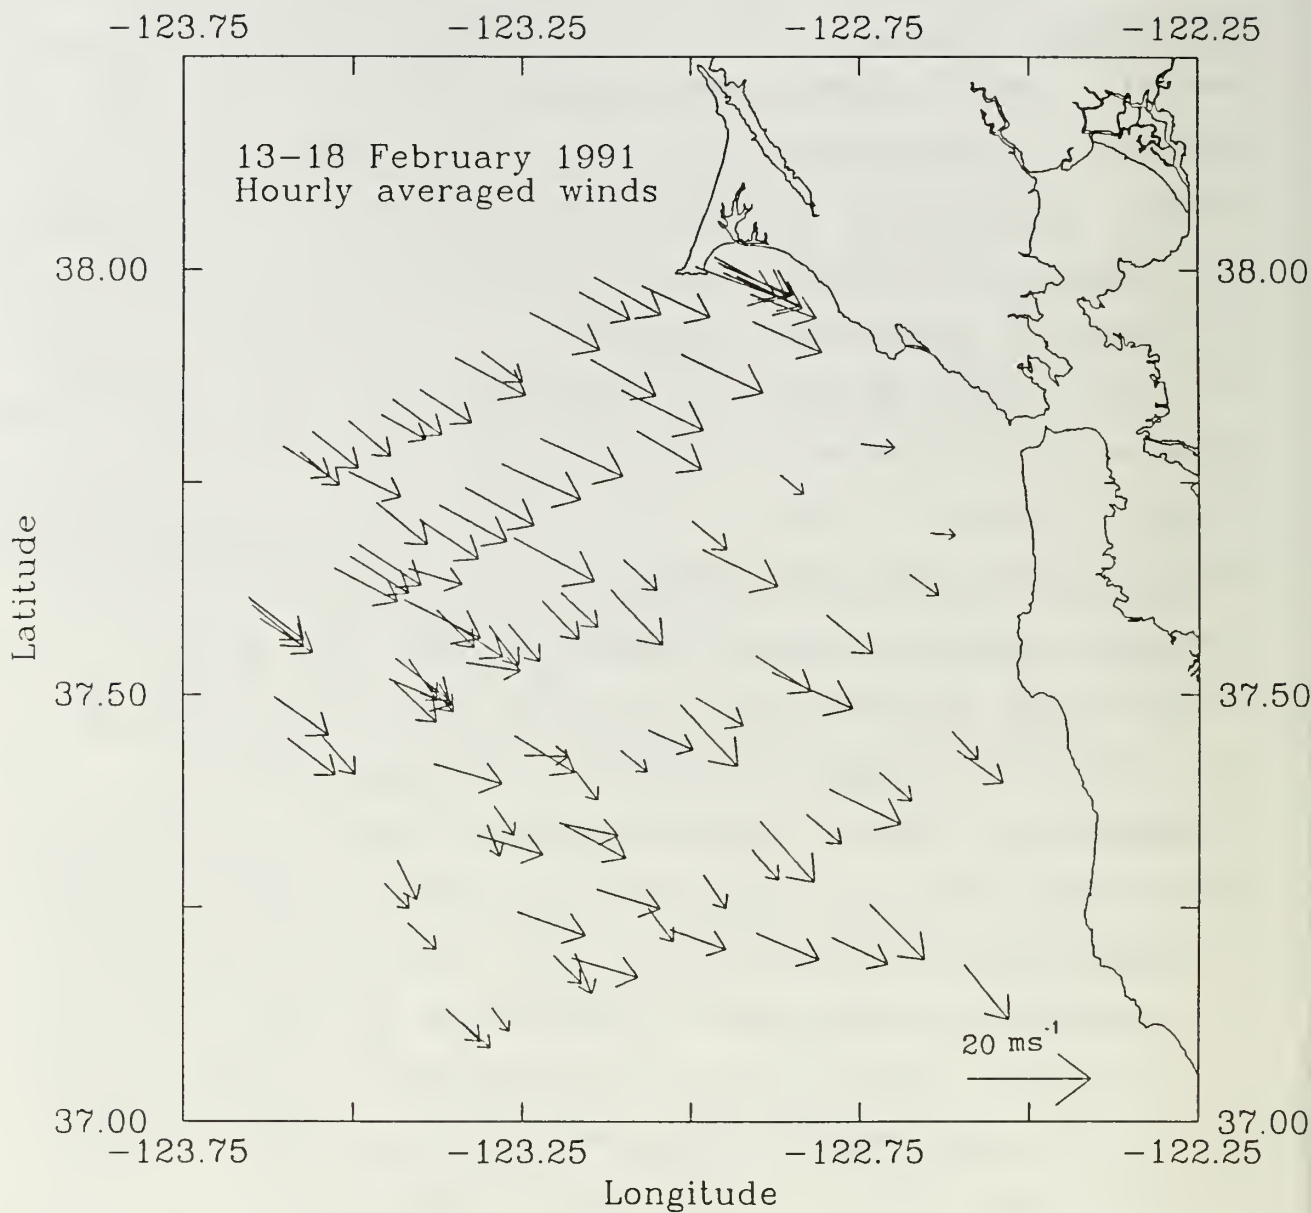 -123.75 -123.25 -122.75 -122.25
13-18 February 1991
Hourly averaged winds
38.00 38.00
Latitude
37.50 37.50
20 ms⁻¹
37.00 37.00
-123.75 -123.25 -122.75 -122.25
Longitude